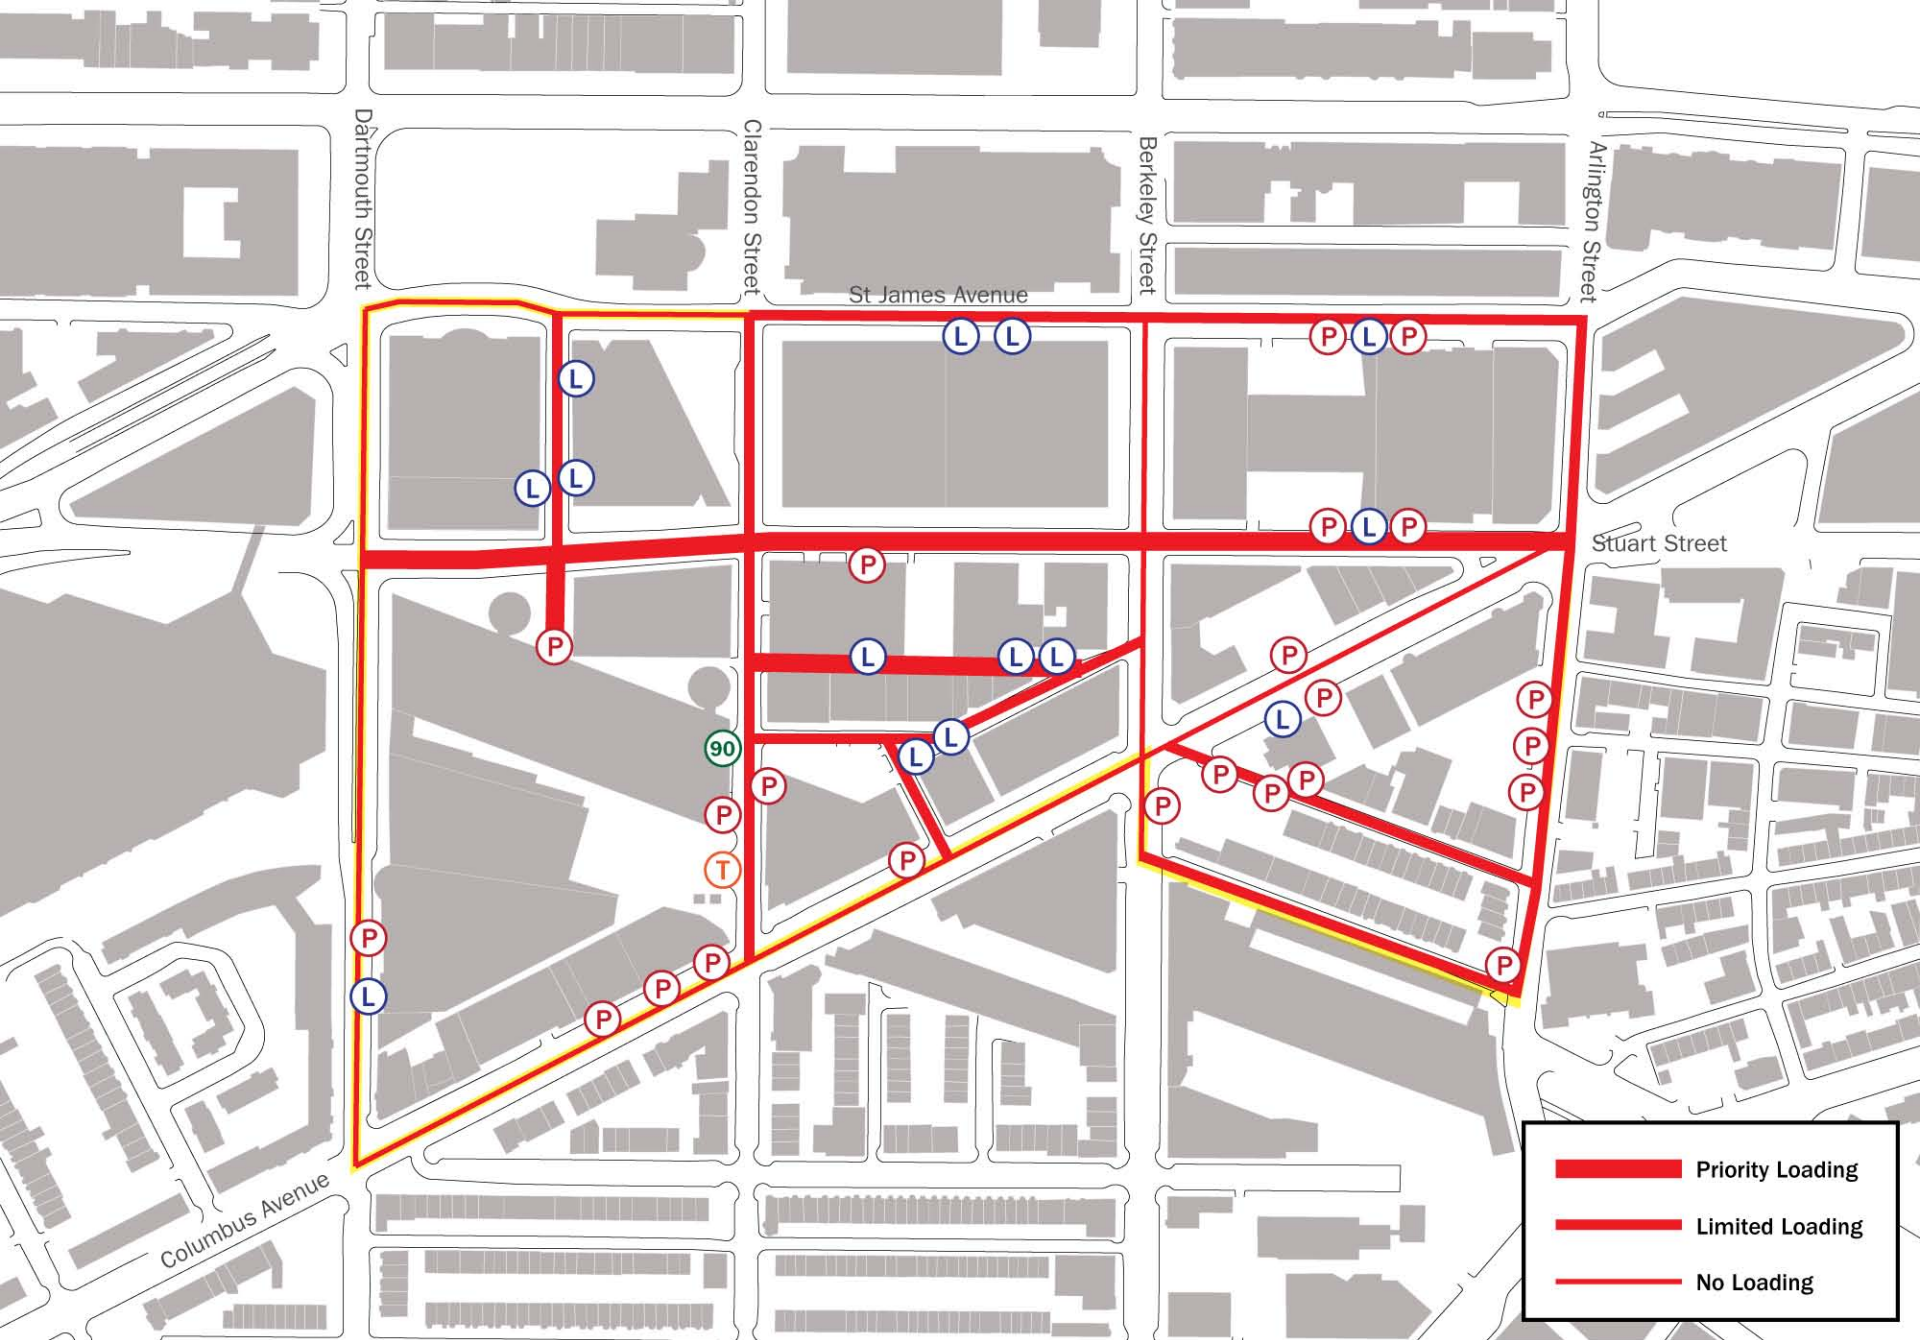 Dartmouth Street
Clarendon Street
Berkeley Street
Arlington Street
St James Avenue
L
L
P
L
P
L
L
L
P
L
P
Stuart Street
P
P
L
L
L
P
P
L
P
L
L
90
P
P
P
P
P
P
P
P
P
T
P
P
P
P
P
L
P
Columbus Avenue
Priority Loading
Limited Loading
No Loading